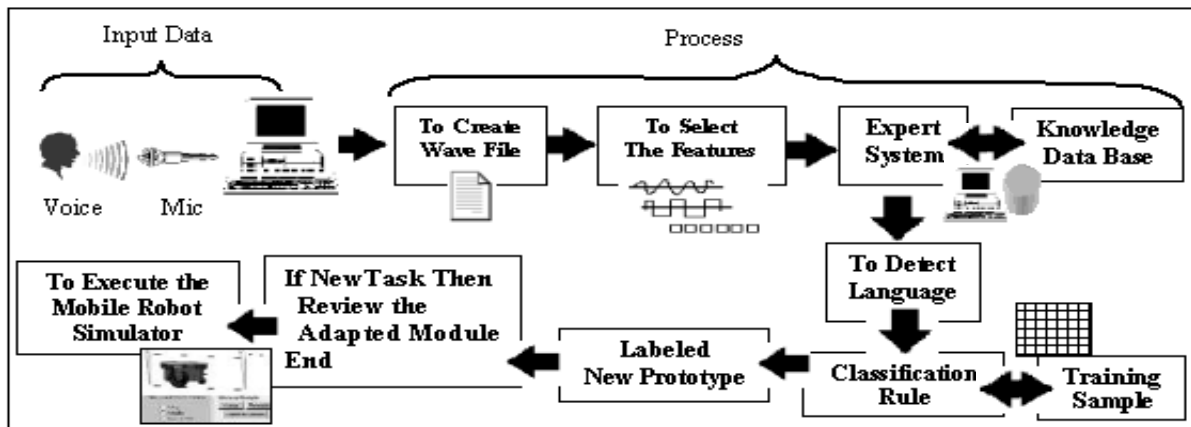 Input Data
Process
To Create
Wave File
To Select
The Features
Expert
System
Knowledge
Data Base
Voice
Mic
To Detect
Language
To Execute the
Mobile Robot
Simulator
If New Task Then
Review the
Adapted Module
End
Labeled
New Prototype
Classification
Rule
Training
Sample